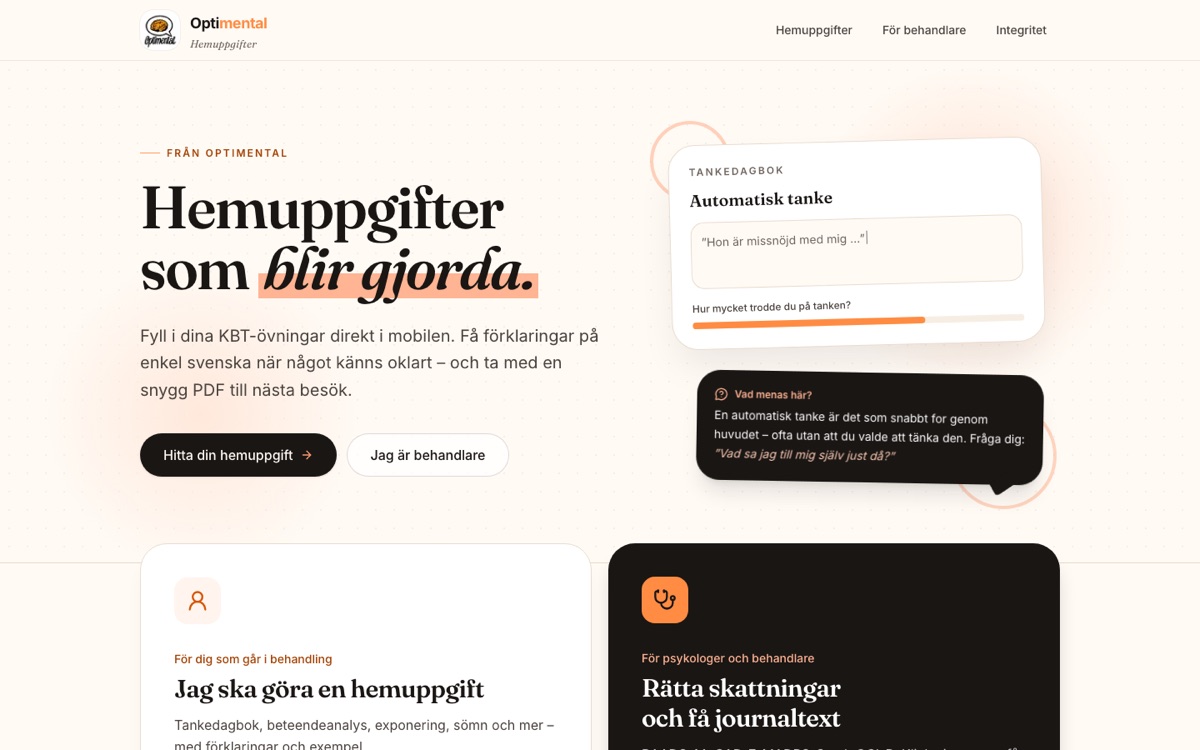 Optimental
Optimental
Hemuppgifter
Hemuppgifter
För behandlare
Integritet
FRÅN OPTIMENTAL
Hemuppgifter
som blir gjorda.
Fyll i dina KBT-övningar direkt i mobilen. Få förklaringar på
enkel svenska när något känns oklart – och ta med en
snygg PDF till nästa besök.
Hitta din hemuppgift →
Jag är behandlare
TANKEDAGBOK
Automatisk tanke
"Hon är missnöjd med mig ..."
Hur mycket trodde du på tanken?
Vad menas här?
En automatisk tanke är det som snabbt for genom
huvudet – ofta utan att du valde att tänka den. Fråga dig:
"Vad sa jag till mig själv just då?"
För dig som går i behandling
Jag ska göra en hemuppgift
Tankedagbok, beteendeanalys, exponering, sömn och mer –
med förklaringar och exempel
För psykologer och behandlare
Rätta skattningar
och få journaltext